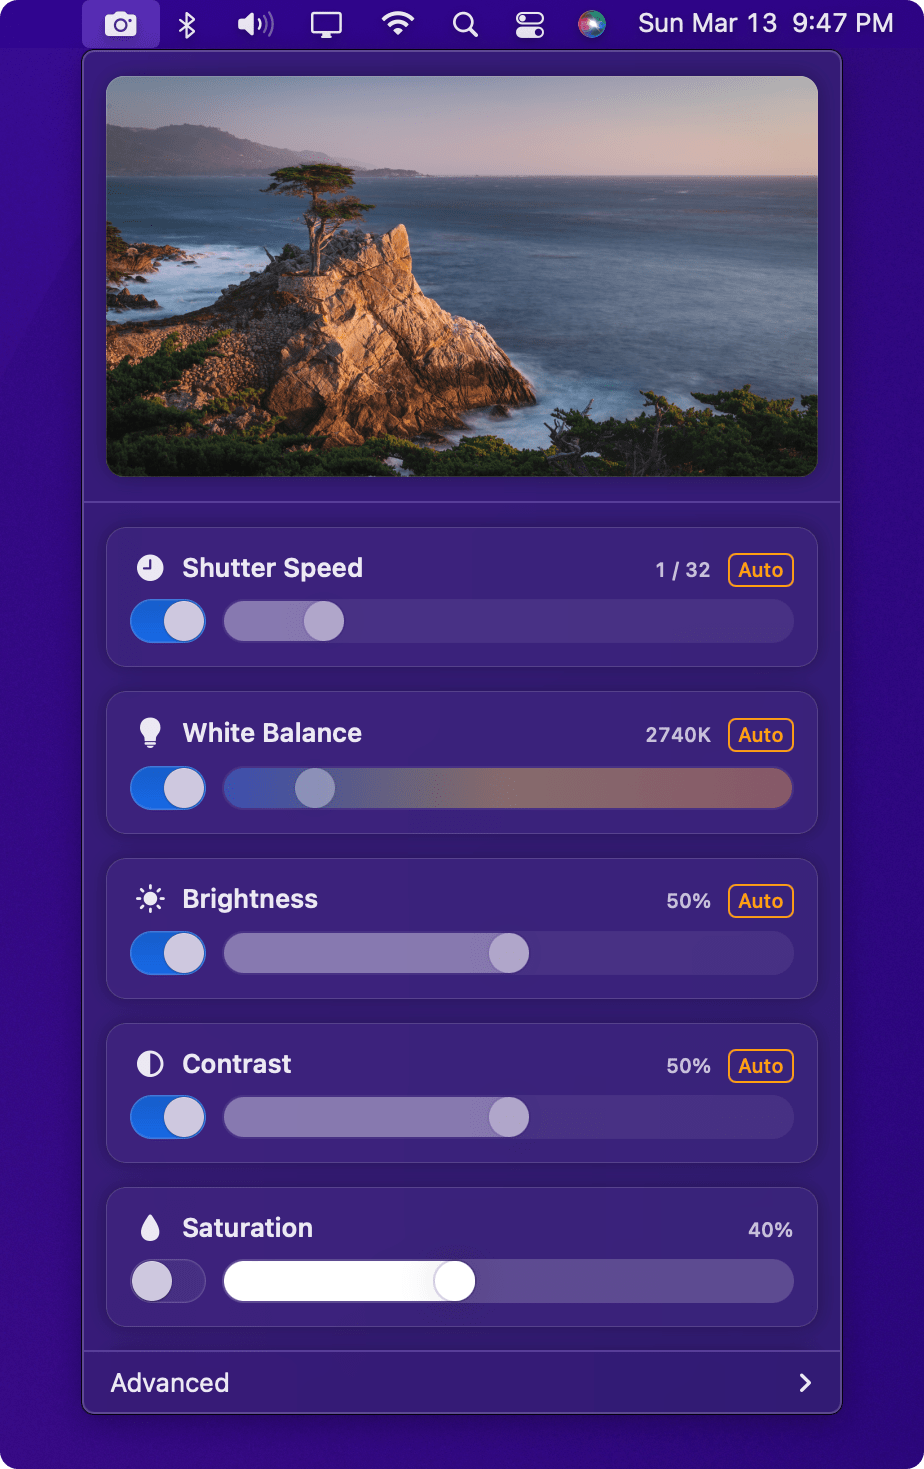 Sun Mar 13 9:47 PM
Shutter Speed 1 / 32 Auto
White Balance 2740K Auto
Brightness 50% Auto
Contrast 50% Auto
Saturation 40%
Advanced